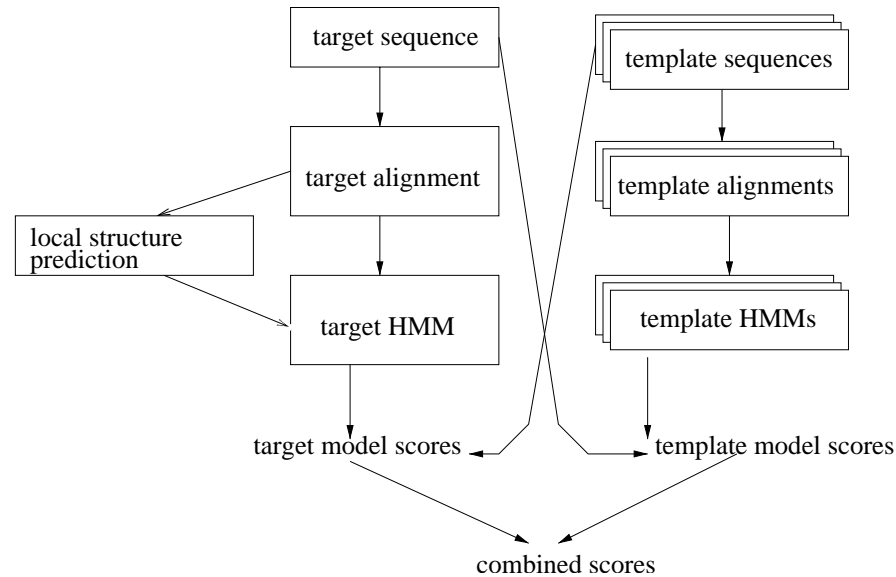 target sequence
template sequences
target alignment
template alignments
local structure
prediction
target HMM
template HMMs
target model scores
template model scores
combined scores